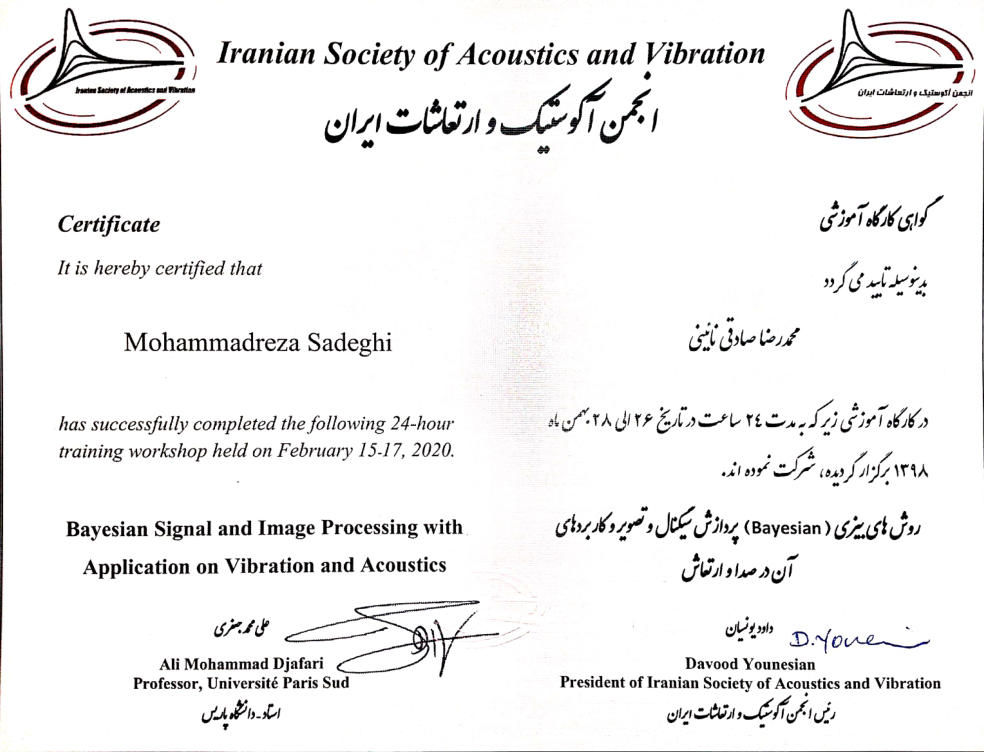 Iranian Society of Acoustics and Vibration
انجمن آکوستیک و ارتعاشات ایران
Iranian Society of Acoustics and Vibration
انجمن آکوستیک و ارتعاشات ایران
Certificate
It is hereby certified that
Mohammadreza Sadeghi
has successfully completed the following 24-hour
training workshop held on February 15-17, 2020.
Bayesian Signal and Image Processing with
Application on Vibration and Acoustics
گواهی کارگاه آموزشی
بدینوسیله تایید می گردد
محمدرضا صادقی نائینی
در کارگاه آموزشی زیر که به مدت ۲٤ ساعت در تاریخ ۲۶ الی ۲۸ بهمن ماه
۱۳۹۸ برگزار گردیده، شرکت نموده اند.
روش های بیزی (Bayesian) پردازش سیگنال و تصویر و کاربردهای
آن در صدا و ارتعاش
علی محمد جعفری
Ali Mohammad Djafari
Professor, Université Paris Sud
استاد - دانشگاه پاریس
داود یونسیان
D. Younesian
Davood Younesian
President of Iranian Society of Acoustics and Vibration
رئیس انجمن آکوستیک و ارتعاشات ایران